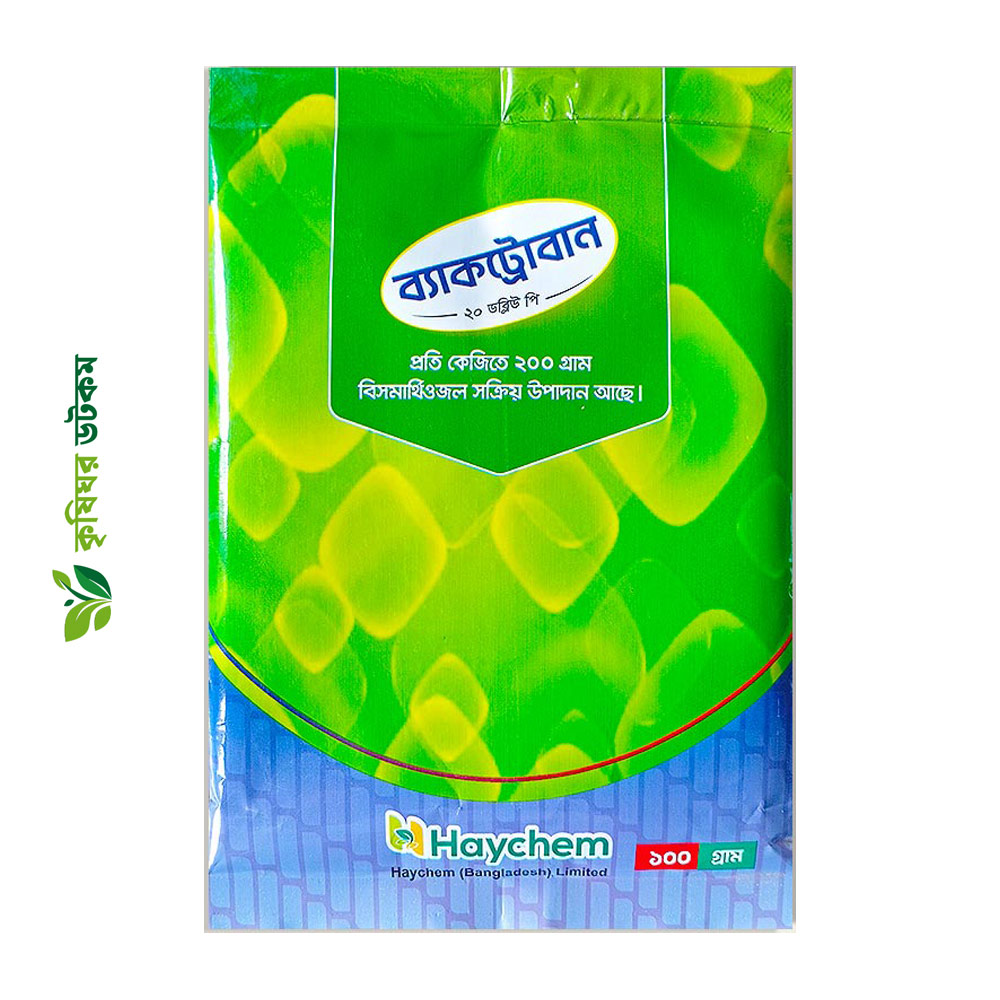 ব্যাকট্রোবান
২০ ডব্লিউ পি
প্রতি কেজিতে ২০০ গ্রাম
বিসমার্থিওজল সক্রিয় উপাদান আছে।
কৃষিঘর ডটকম
Haychem
Haychem (Bangladesh) Limited
১০০ গ্রাম